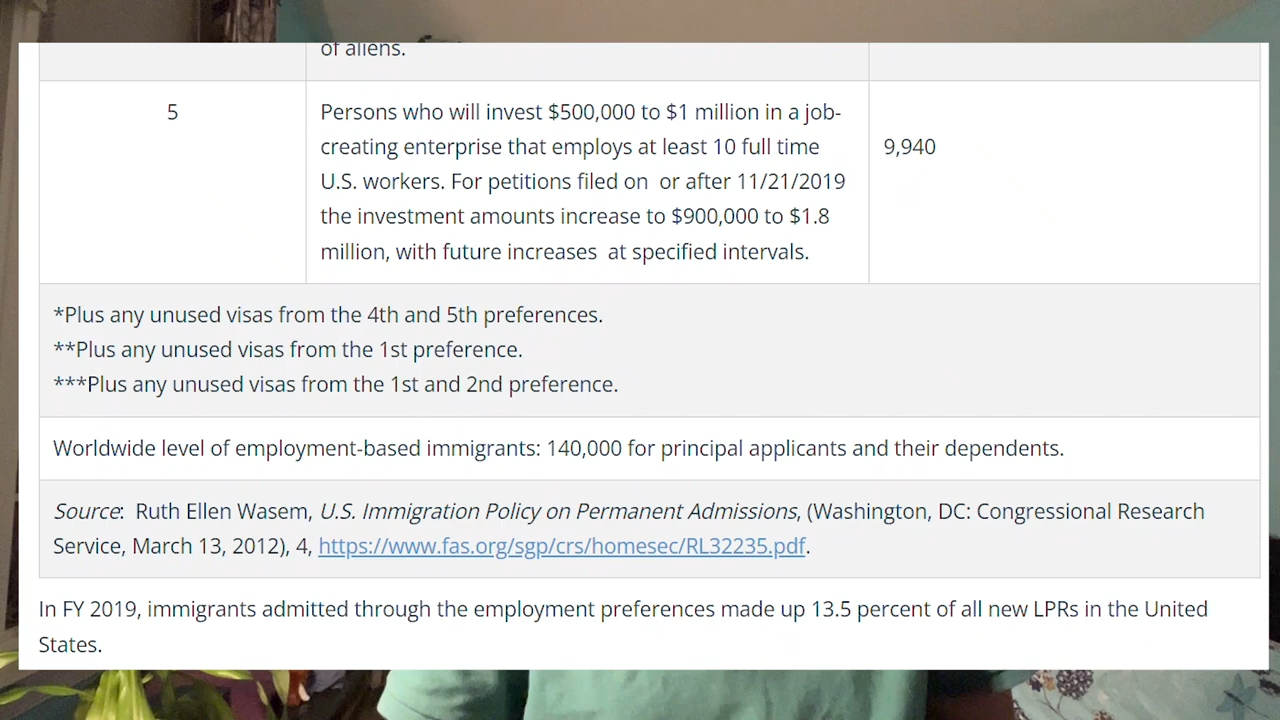 of aliens.
5
Persons who will invest $500,000 to $1 million in a job-
creating enterprise that employs at least 10 full time
U.S. workers. For petitions filed on  or after 11/21/2019
the investment amounts increase to $900,000 to $1.8
million, with future increases  at specified intervals.
9,940
*Plus any unused visas from the 4th and 5th preferences.
**Plus any unused visas from the 1st preference.
***Plus any unused visas from the 1st and 2nd preference.
Worldwide level of employment-based immigrants: 140,000 for principal applicants and their dependents.
Source:  Ruth Ellen Wasem, U.S. Immigration Policy on Permanent Admissions, (Washington, DC: Congressional Research
Service, March 13, 2012), 4, https://www.fas.org/sgp/crs/homesec/RL32235.pdf.
In FY 2019, immigrants admitted through the employment preferences made up 13.5 percent of all new LPRs in the United
States.